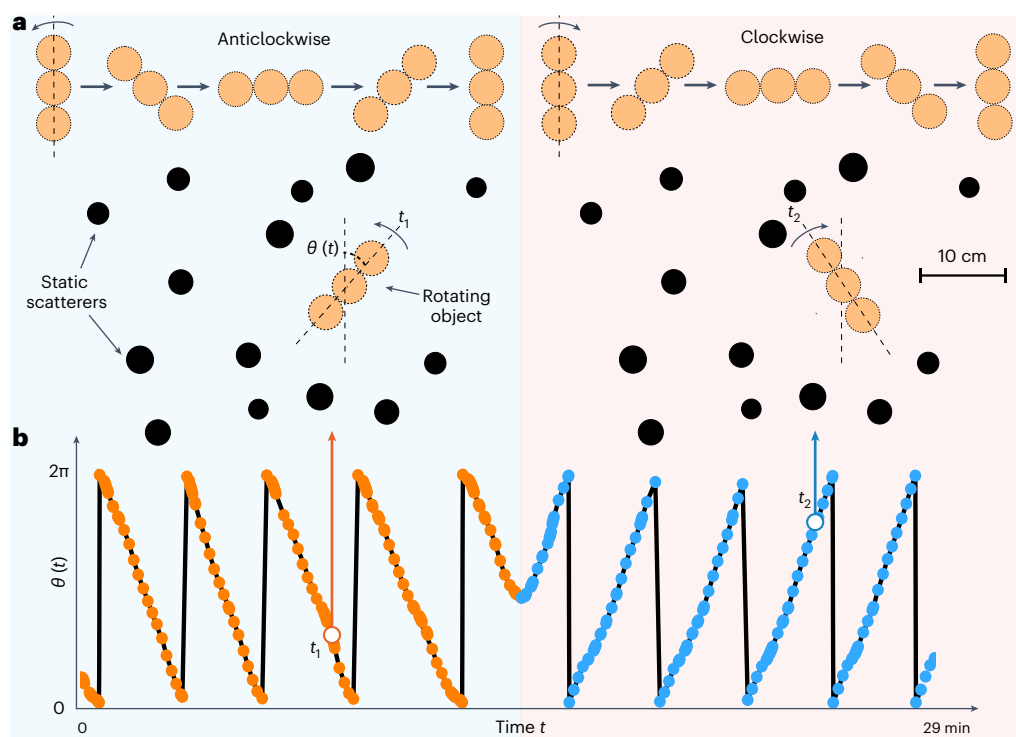 a
Anticlockwise
Clockwise
t1
θ (t)
Static
scatterers
Rotating
object
t2
10 cm
b
2π
θ (t)
0
t1
t2
0
Time t
29 min